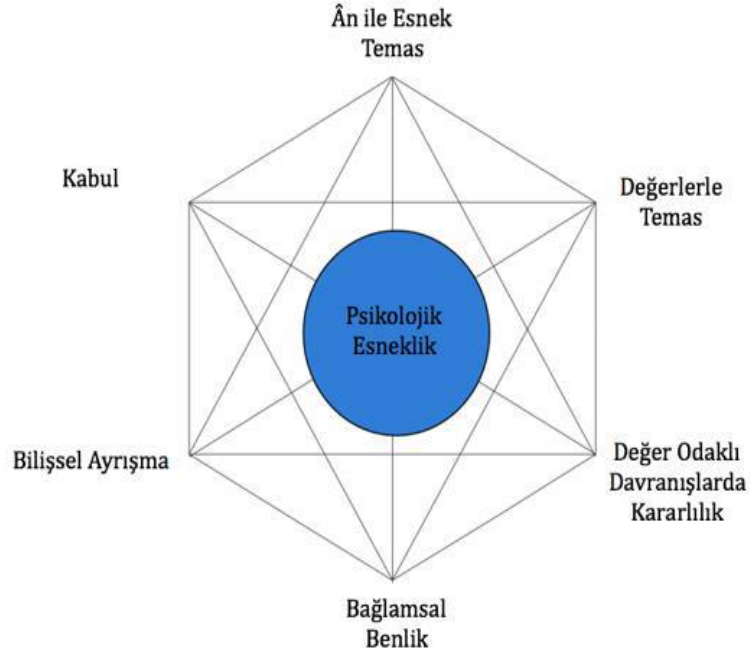 Ân ile Esnek
Temas
Kabul
Değerlerle
Temas
Psikolojik
Esneklik
Bilişsel Ayrışma
Değer Odaklı
Davranışlarda
Kararlılık
Bağlamsal
Benlik